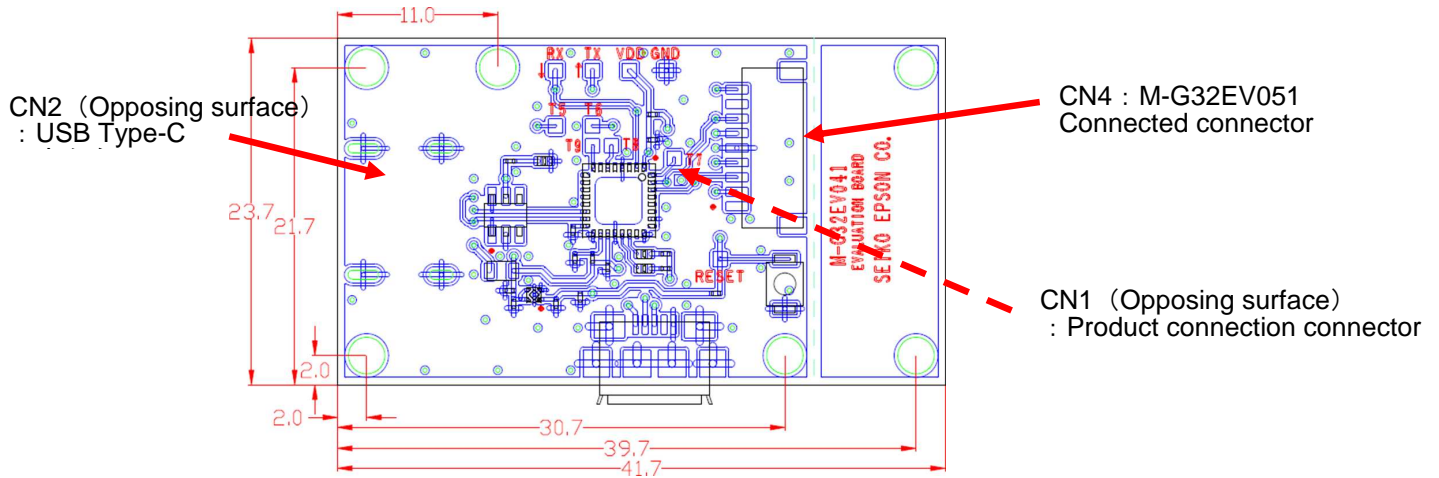 11.0
RX TX VDD GND
CN2（Opposing surface）
: USB Type-C
CN4 : M-G32EV051
Connected connector
T5 T6
T9 T8
T7
23.7
21.7
M-G32EV041
EVALUATION BOARD
SEIKO EPSON CO.
RESET
CN1（Opposing surface）
: Product connection connector
2.0
2.0
30.7
39.7
41.7